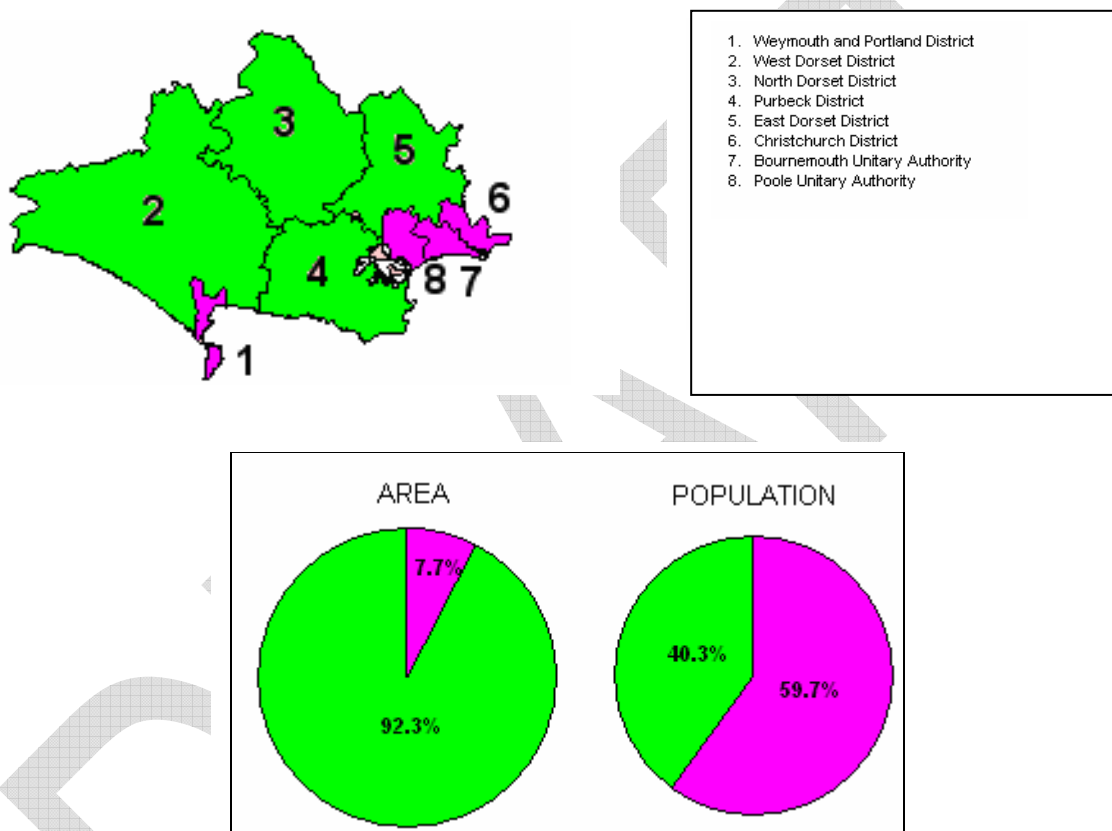 3
5
2
6
4
8 7
1
1. Weymouth and Portland District
2. West Dorset District
3. North Dorset District
4. Purbeck District
5. East Dorset District
6. Christchurch District
7. Bournemouth Unitary Authority
8. Poole Unitary Authority
AREA
7.7%
92.3%
POPULATION
40.3%
59.7%